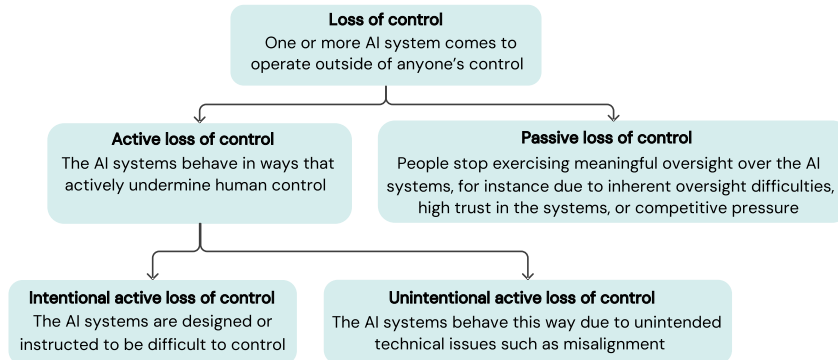 Loss of control
One or more AI system comes to
operate outside of anyone's control
Active loss of control
The AI systems behave in ways that
actively undermine human control
Passive loss of control
People stop exercising meaningful oversight over the AI
systems, for instance due to inherent oversight difficulties,
high trust in the systems, or competitive pressure
Intentional active loss of control
The AI systems are designed or
instructed to be difficult to control
Unintentional active loss of control
The AI systems behave this way due to unintended
technical issues such as misalignment